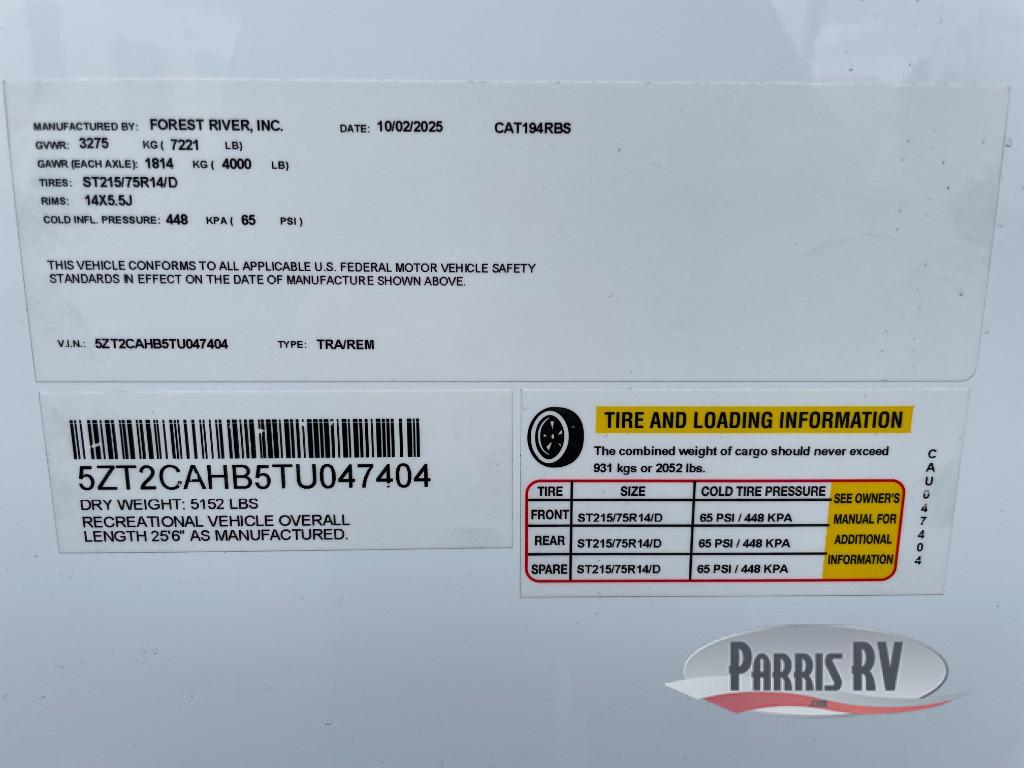 MANUFACTURED BY: FOREST RIVER, INC. DATE: 10/02/2025 CAT194RBS
GVWR: 3275 KG ( 7221 LB)
GAWR (EACH AXLE): 1814 KG ( 4000 LB)
TIRES: ST215/75R14/D
RIMS: 14X5.5J
COLD INFL. PRESSURE: 448 KPA ( 65 PSI )
THIS VEHICLE CONFORMS TO ALL APPLICABLE U.S. FEDERAL MOTOR VEHICLE SAFETY
STANDARDS IN EFFECT ON THE DATE OF MANUFACTURE SHOWN ABOVE.
V.I.N.: 5ZT2CAHB5TU047404 TYPE: TRA/REM
5ZT2CAHB5TU047404
DRY WEIGHT: 5152 LBS
RECREATIONAL VEHICLE OVERALL
LENGTH 25'6" AS MANUFACTURED.
TIRE AND LOADING INFORMATION
The combined weight of cargo should never exceed
931 kgs or 2052 lbs.
TIRE SIZE COLD TIRE PRESSURE
FRONT ST215/75R14/D 65 PSI / 448 KPA
REAR ST215/75R14/D 65 PSI / 448 KPA
SPARE ST215/75R14/D 65 PSI / 448 KPA
SEE OWNER'S
MANUAL FOR
ADDITIONAL
INFORMATION
CAU047404
PARRIS RV
.com